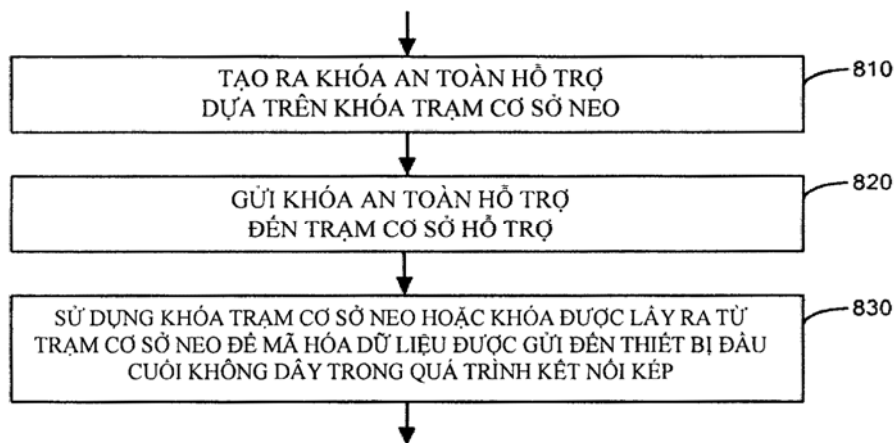 TẠO RA KHÓA AN TOÀN HỖ TRỢ
DỰA TRÊN KHÓA TRẠM CƠ SỞ NEO
810
GỬI KHÓA AN TOÀN HỖ TRỢ
ĐẾN TRẠM CƠ SỞ HỖ TRỢ
820
SỬ DỤNG KHÓA TRẠM CƠ SỞ NEO HOẶC KHÓA ĐƯỢC LẤY RA TỪ
TRẠM CƠ SỞ NEO ĐỂ MÃ HÓA DỮ LIỆU ĐƯỢC GỬI ĐẾN THIẾT BỊ ĐẦU
CUỐI KHÔNG DÂY TRONG QUÁ TRÌNH KẾT NỐI KÉP
830